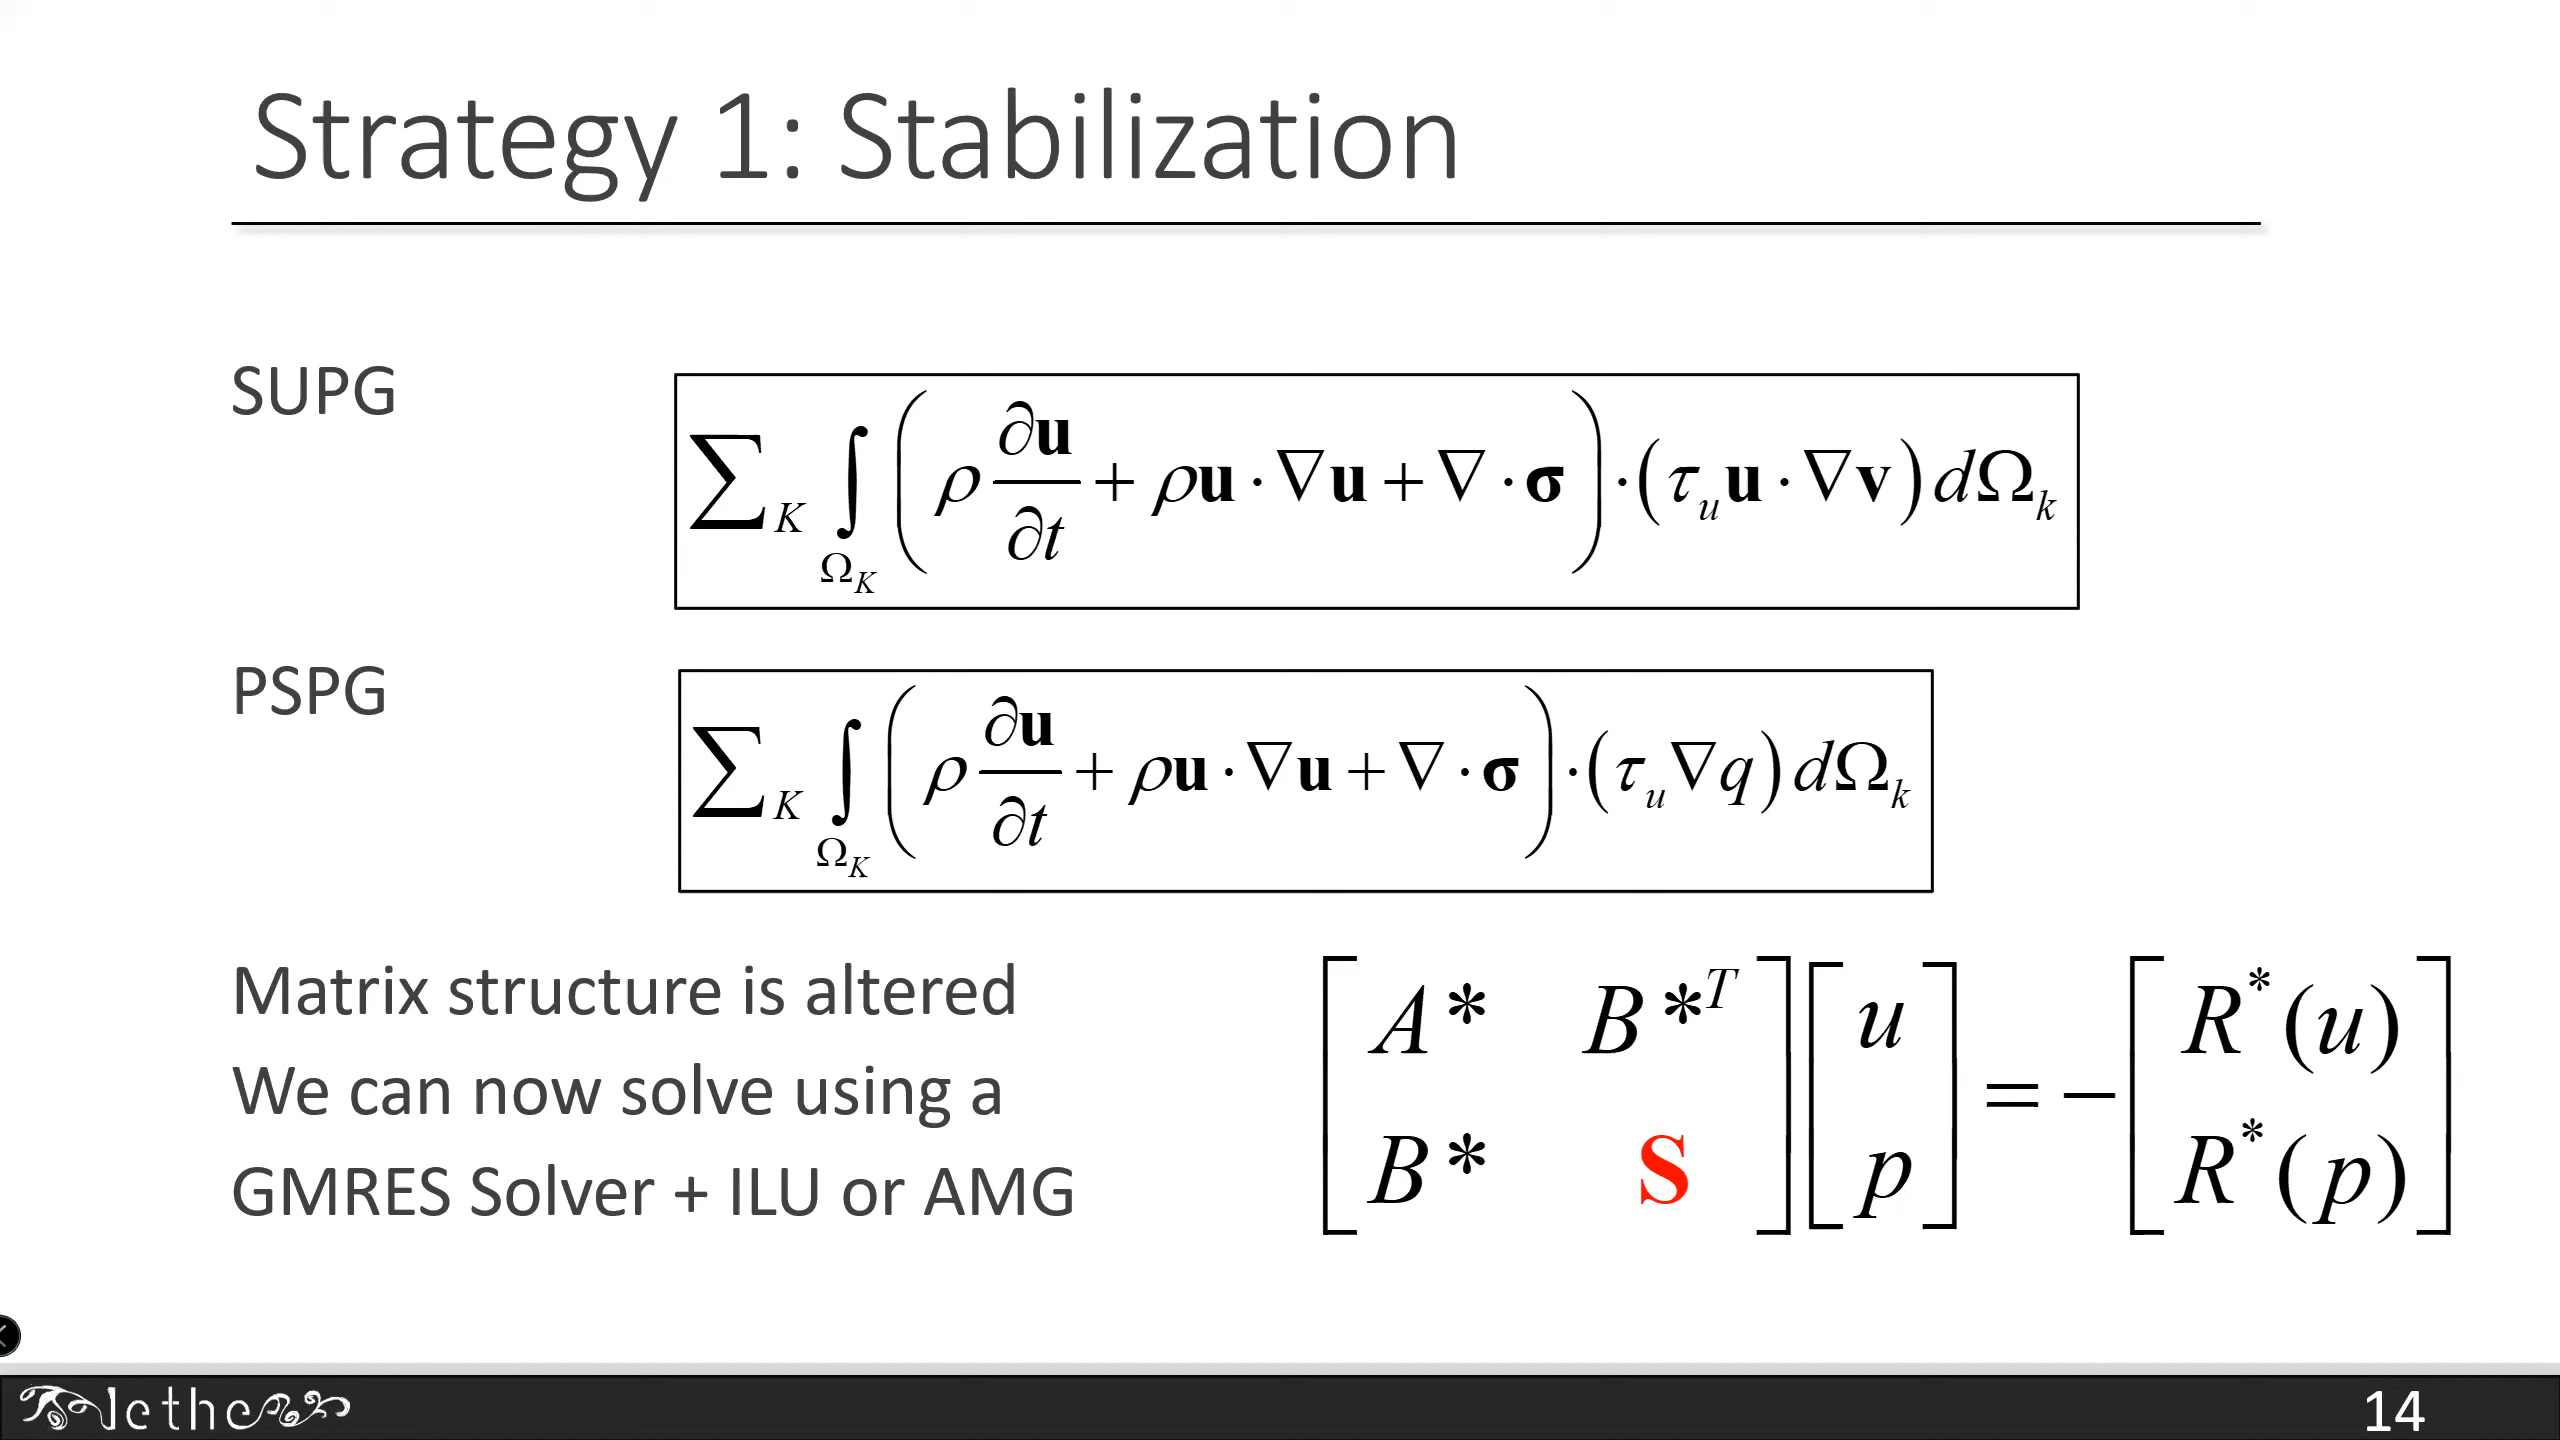 Strategy 1: Stabilization
SUPG
∑_K ∫_{Ω_K} ( ρ ∂𝐮/∂t + ρ𝐮·∇𝐮 + ∇·𝛔 ) · ( τ_u 𝐮·∇𝐯 ) dΩ_k
PSPG
∑_K ∫_{Ω_K} ( ρ ∂𝐮/∂t + ρ𝐮·∇𝐮 + ∇·𝛔 ) · ( τ_u ∇q ) dΩ_k
Matrix structure is altered
We can now solve using a
GMRES Solver + ILU or AMG
[ A* B*^T ; B* S ] [ u ; p ] = − [ R^*(u) ; R^*(p) ]
lethe
14